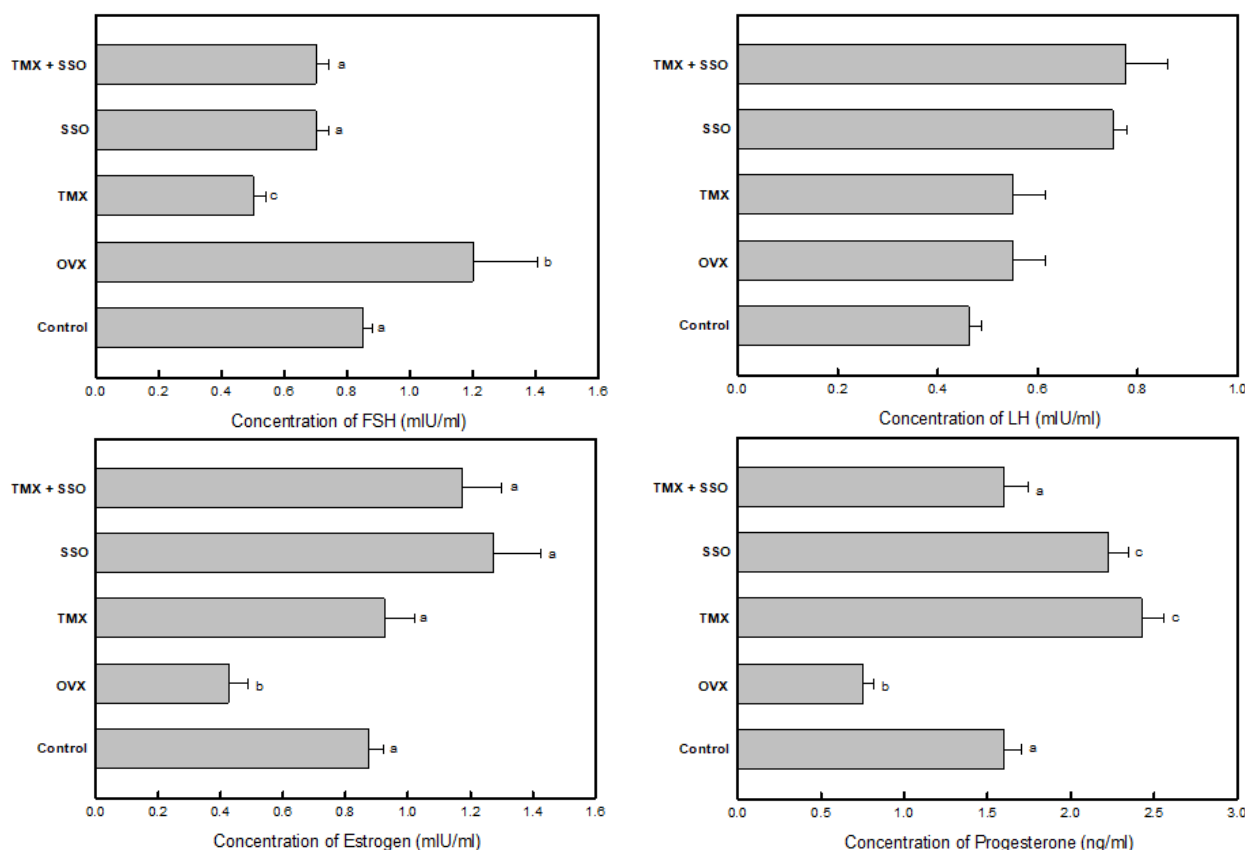 TMX + SSO
a
SSO
a
TMX
c
OVX
b
Control
a
0.0 0.2 0.4 0.6 0.8 1.0 1.2 1.4 1.6
Concentration of FSH (mIU/ml)
TMX + SSO
SSO
TMX
OVX
Control
0.0 0.2 0.4 0.6 0.8 1.0
Concentration of LH (mIU/ml)
TMX + SSO
a
SSO
a
TMX
a
OVX
b
Control
a
0.0 0.2 0.4 0.6 0.8 1.0 1.2 1.4 1.6
Concentration of Estrogen (mIU/ml)
TMX + SSO
a
SSO
c
TMX
c
OVX
b
Control
a
0.0 0.5 1.0 1.5 2.0 2.5 3.0
Concentration of Progesterone (ng/ml)